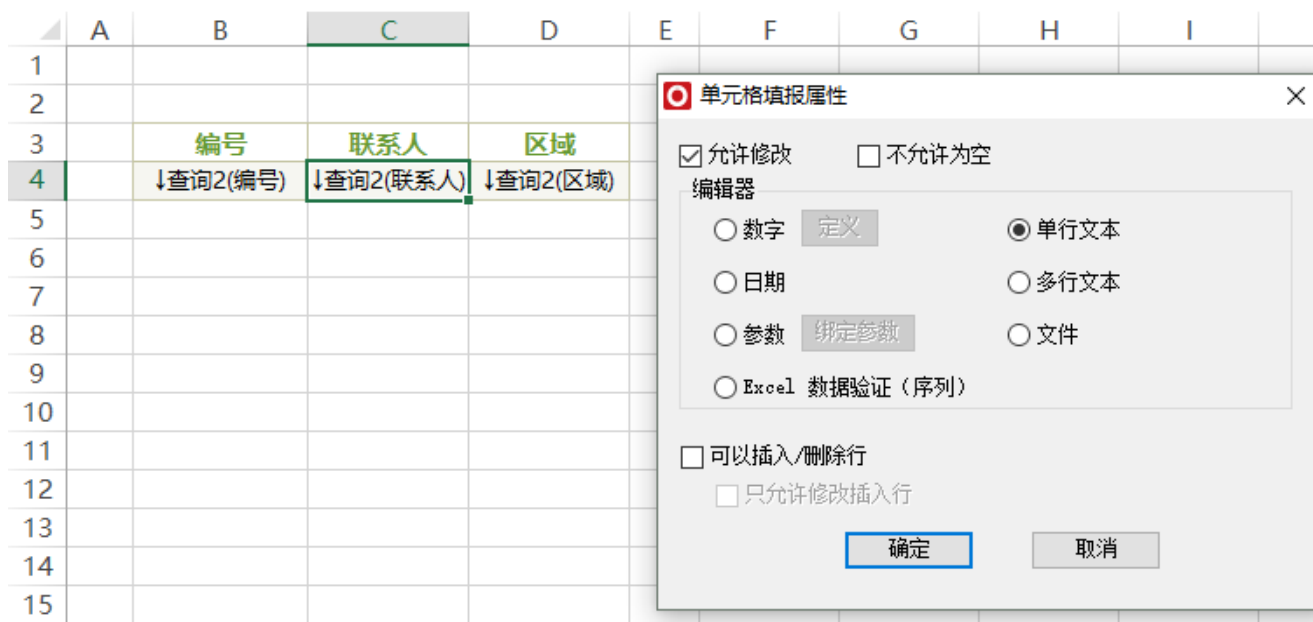 A B C D E F G H I
1
2
3 编号 联系人 区域
4 ↓查询2(编号) ↓查询2(联系人) ↓查询2(区域)
5
6
7
8
9
10
11
12
13
14
15
单元格填报属性
允许修改 不允许为空
编辑器
数字 定义 单行文本
日期 多行文本
参数 绑定参数 文件
Excel 数据验证（序列）
可以插入/删除行
只允许修改插入行
确定 取消